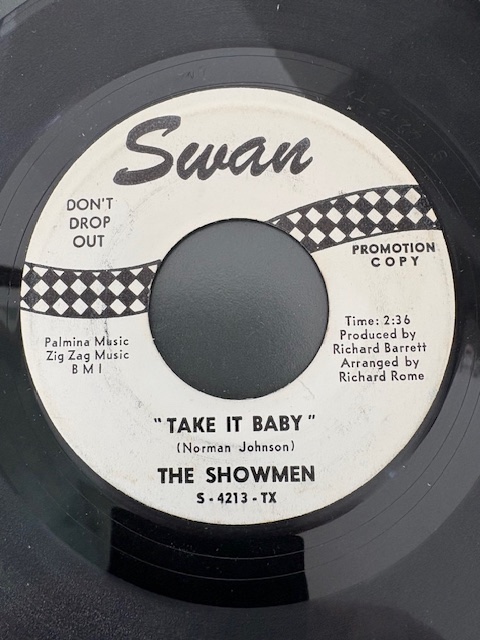 Swan
DON'T
DROP
OUT
PROMOTION
COPY
Palmina Music
Zig Zag Music
BMI
Time: 2:36
Produced by
Richard Barrett
Arranged by
Richard Rome
"TAKE IT BABY"
(Norman Johnson)
THE SHOWMEN
S-4213-TX